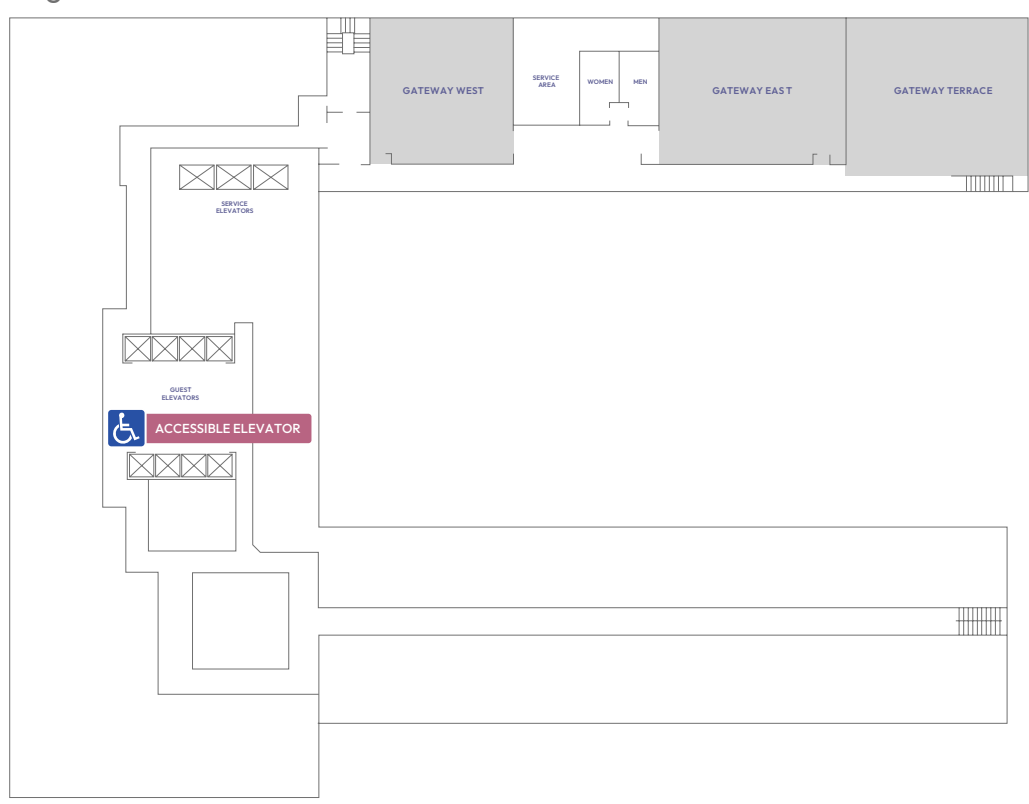 GATEWAY WEST
SERVICE
AREA
WOMEN
MEN
GATEWAY EAST
GATEWAY TERRACE
SERVICE
ELEVATORS
GUEST
ELEVATORS
ACCESSIBLE ELEVATOR